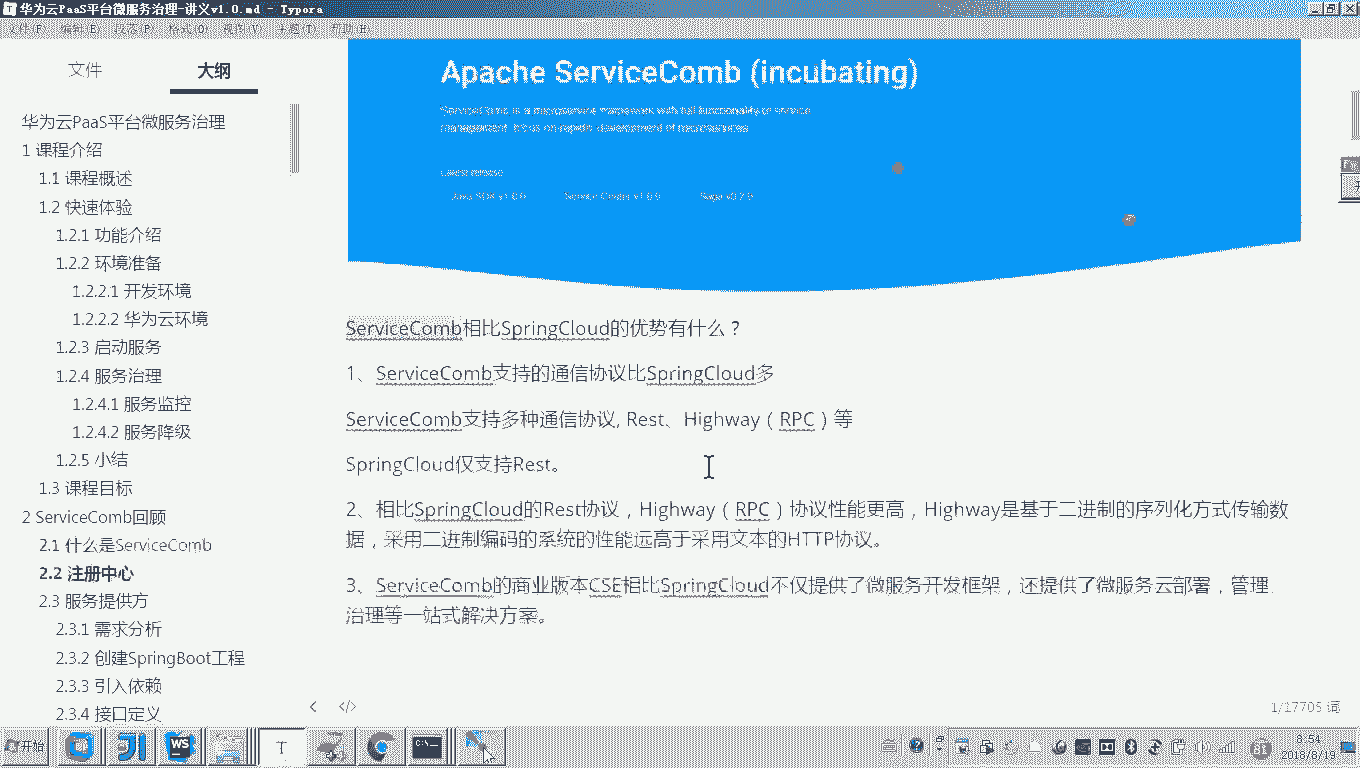 华为云PaaS平台微服务治理-讲义v1.0.md - Typora
文件(F) 编辑(E) 段落(P) 格式(O) 视图(V) 主题(T) 帮助(H)
文件 大纲
华为云PaaS平台微服务治理
1 课程介绍
1.1 课程概述
1.2 快速体验
1.2.1 功能介绍
1.2.2 环境准备
1.2.2.1 开发环境
1.2.2.2 华为云环境
1.2.3 启动服务
1.2.4 服务治理
1.2.4.1 服务监控
1.2.4.2 服务降级
1.2.5 小结
1.3 课程目标
2 ServiceComb回顾
2.1 什么是ServiceComb
2.2 注册中心
2.3 服务提供方
2.3.1 需求分析
2.3.2 创建SpringBoot工程
2.3.3 引入依赖
2.3.4 接口定义
Apache ServiceComb (incubating)
Latest release
ServiceComb相比SpringCloud的优势有什么？
1、ServiceComb支持的通信协议比SpringCloud多
ServiceComb支持多种通信协议, Rest、Highway（RPC）等
SpringCloud仅支持Rest。
2、相比SpringCloud的Rest协议，Highway（RPC）协议性能更高，Highway是基于二进制的序列化方式传输数
据，采用二进制编码的系统的性能远高于采用文本的HTTP协议。
3、ServiceComb的商业版本CSE相比SpringCloud不仅提供了微服务开发框架，还提供了微服务云部署，管理、
治理等一站式解决方案。
1/17705 词
开始
WS
T
8:54
2018/8/19